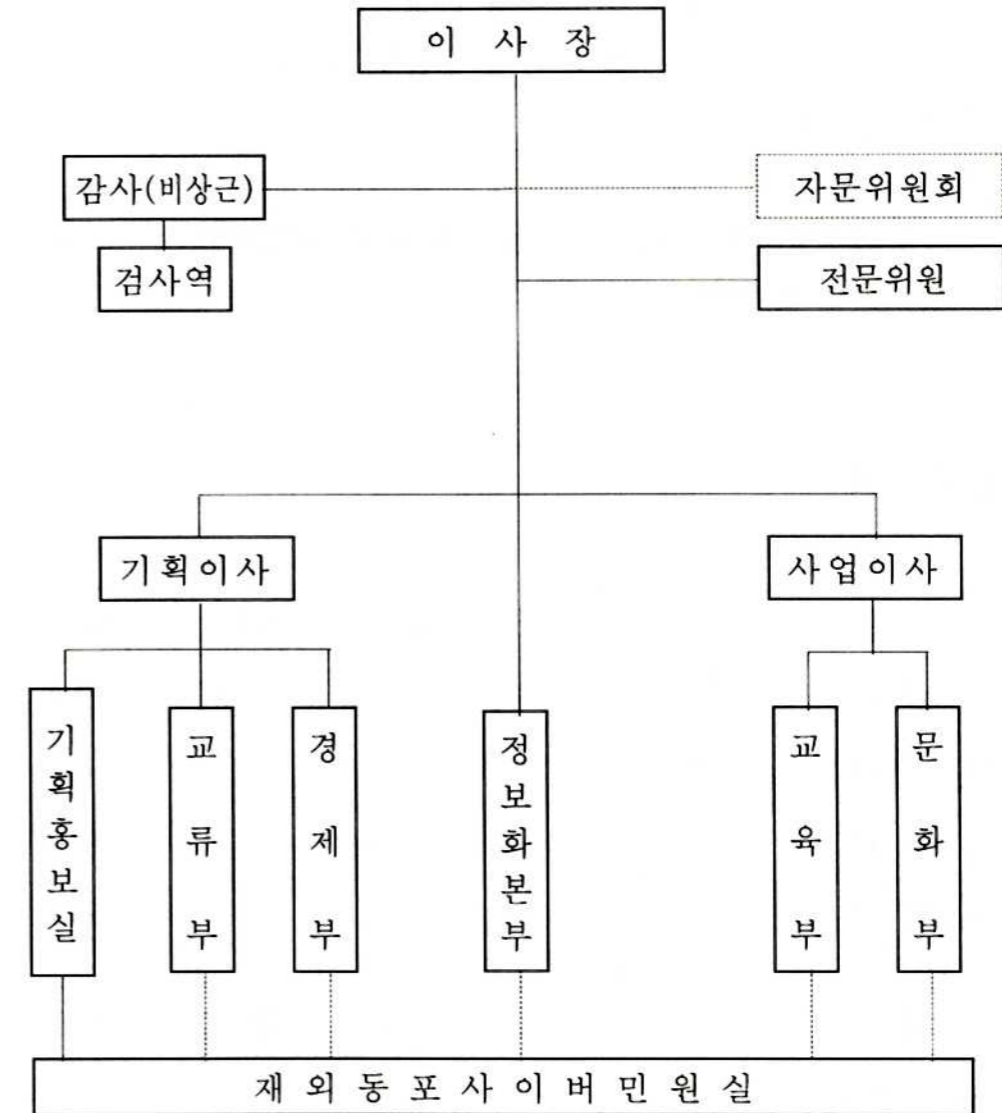 이 사 장
감사(비상근)
자문위원회
검사역
전문위원
기획이사
사업이사
기획홍보실
교류부
경제부
정보화본부
교육부
문화부
재외동포사이버민원실